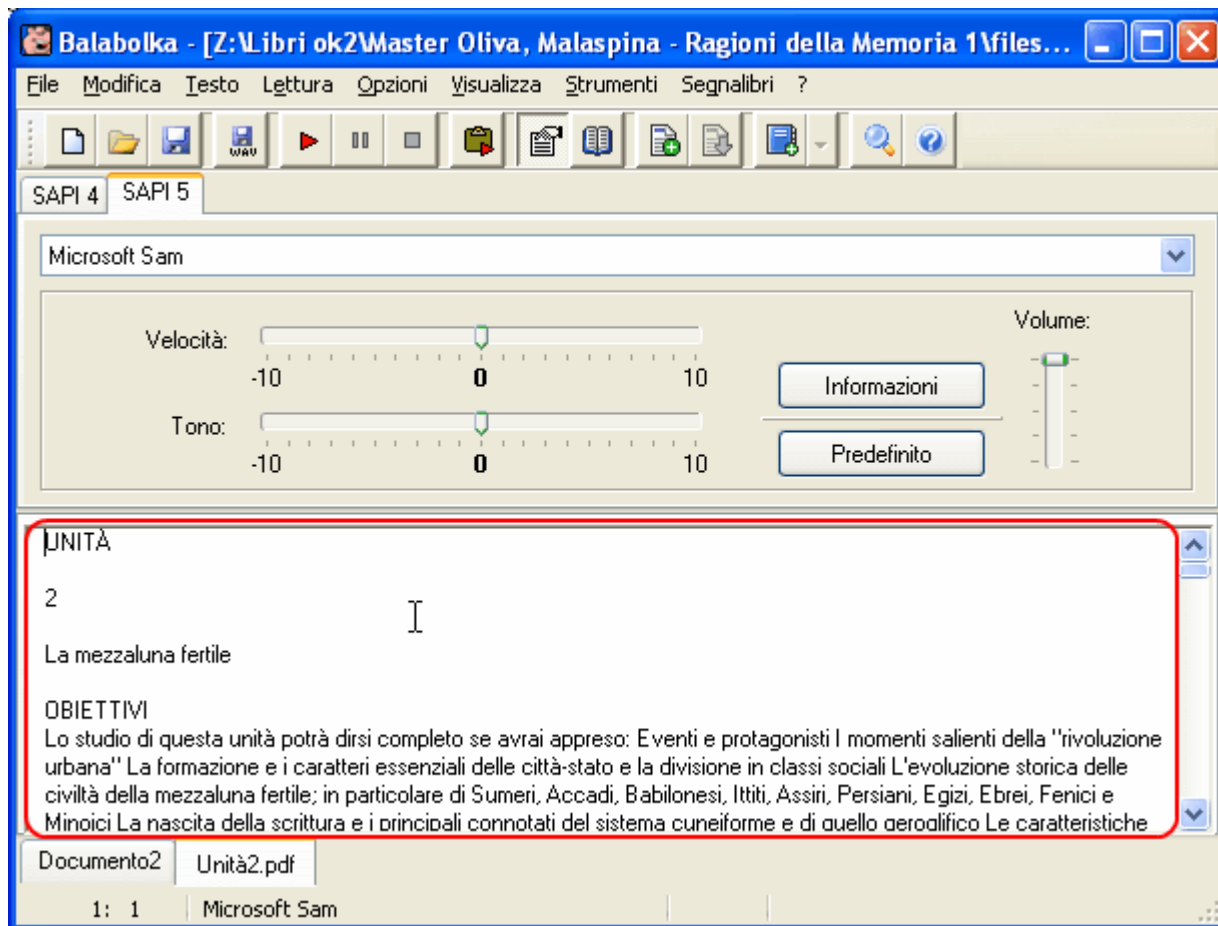 Balabolka - [Z:\Libri ok2\Master Oliva, Malaspina - Ragioni della Memoria 1\files...
File Modifica Testo Lettura Opzioni Visualizza Strumenti Segnalibri ?
WAV
SAPI 4 SAPI 5
Microsoft Sam
Volume:
Velocità:
-10 0 10
Informazioni
Tono:
-10 0 10
Predefinito
UNITÀ
2
La mezzaluna fertile
OBIETTIVI
Lo studio di questa unità potrà dirsi completo se avrai appreso: Eventi e protagonisti I momenti salienti della "rivoluzione
urbana" La formazione e i caratteri essenziali delle città-stato e la divisione in classi sociali L'evoluzione storica delle
civiltà della mezzaluna fertile; in particolare di Sumeri, Accadi, Babilonesi, Ittiti, Assiri, Persiani, Egizi, Ebrei, Fenici e
Minoici La nascita della scrittura e i principali connotati del sistema cuneiforme e di quello geroglifico Le caratteristiche
Documento2 Unità2.pdf
1: 1 Microsoft Sam